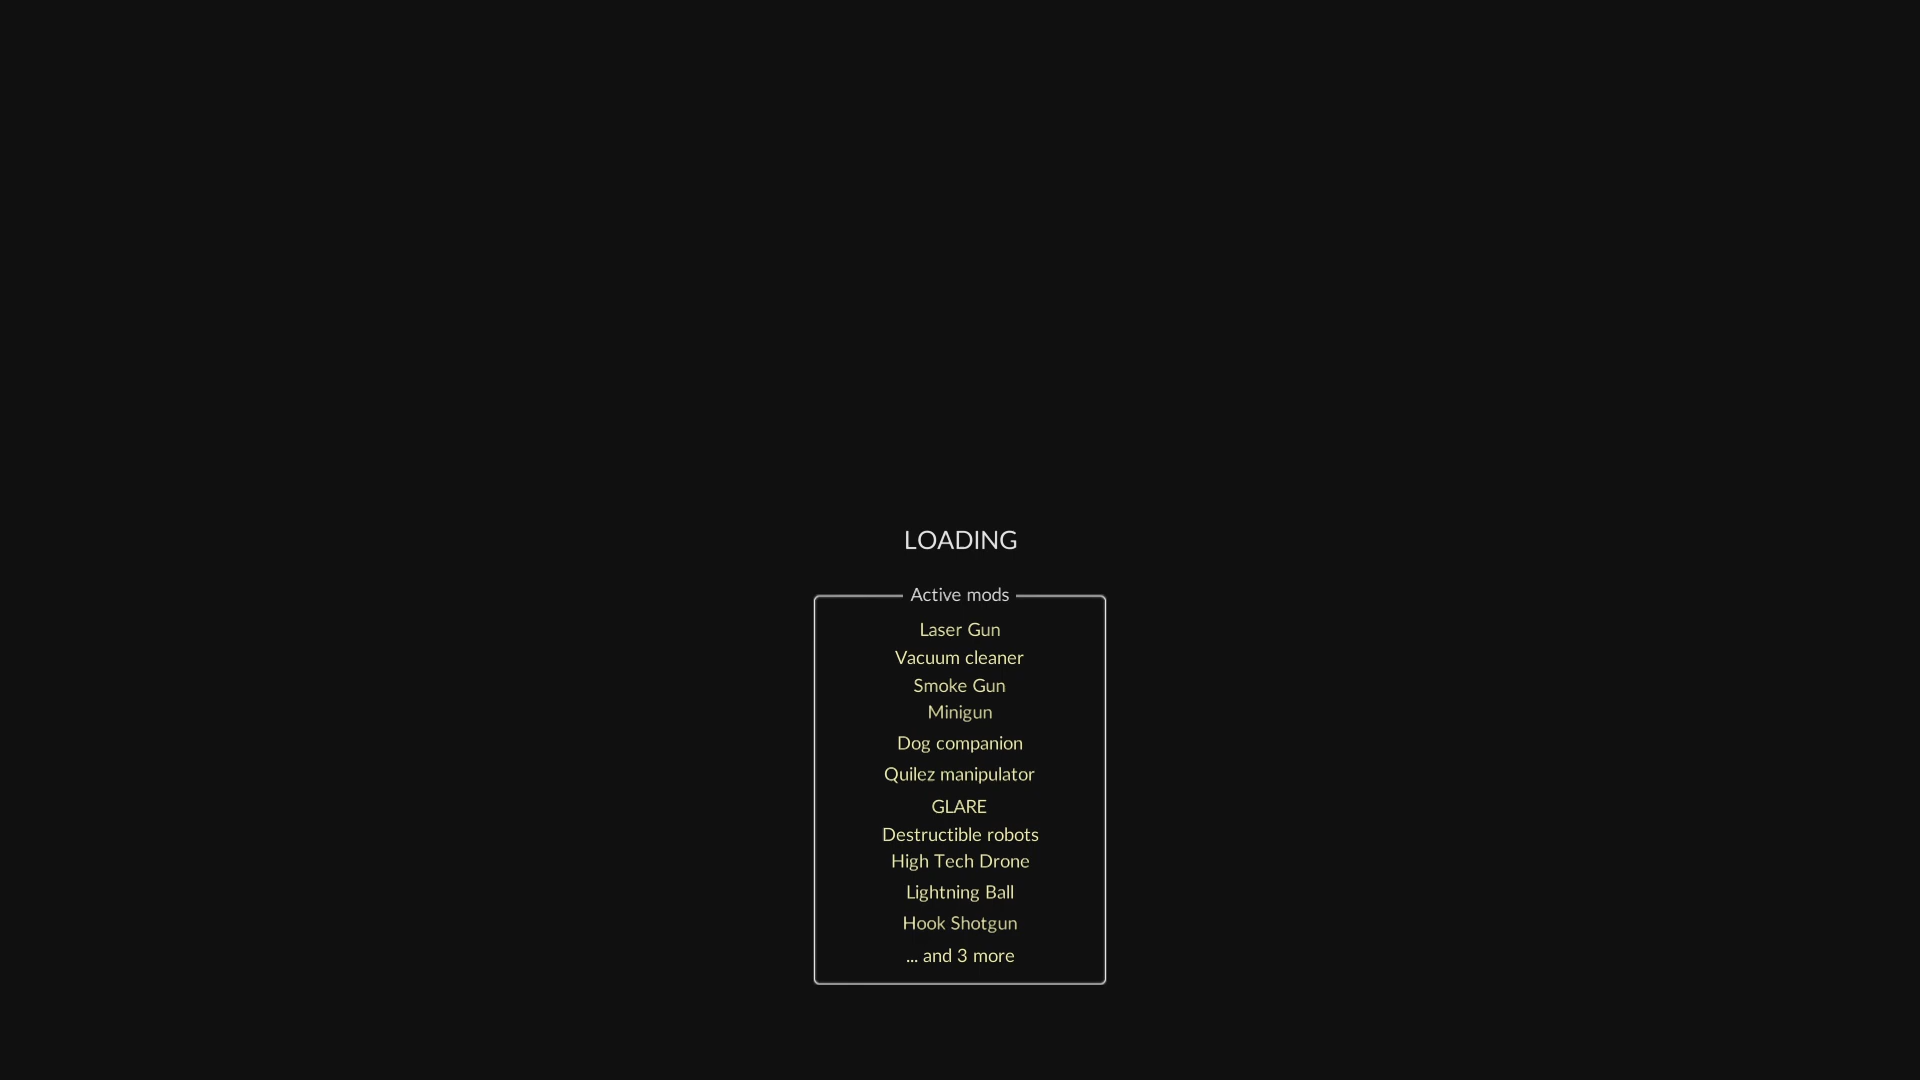 LOADING
Active mods
Laser Gun
Vacuum cleaner
Smoke Gun
Minigun
Dog companion
Quilez manipulator
GLARE
Destructible robots
High Tech Drone
Lightning Ball
Hook Shotgun
... and 3 more